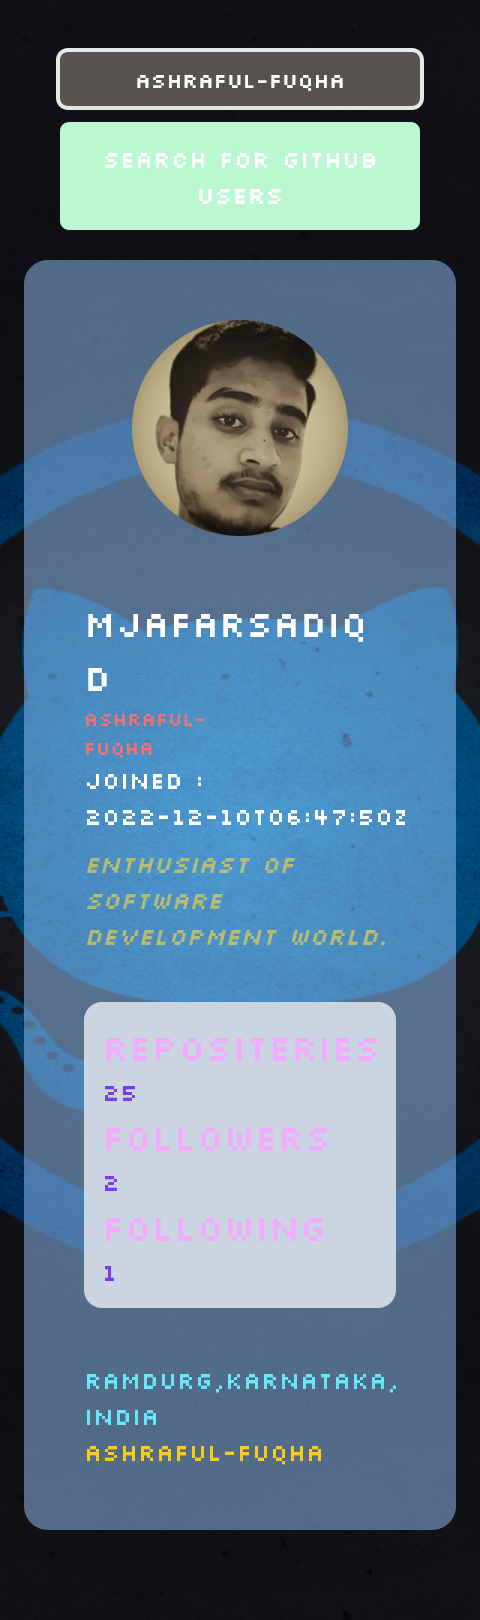 ASHRAFUL-FUQHA
SEARCH FOR GITHUB
USERS
MJAFARSADIQ
D
ASHRAFUL-
FUQHA
JOINED :
2022-12-10T06:47:50Z
ENTHUSIAST OF
SOFTWARE
DEVELOPMENT WORLD.
REPOSITERIES
25
FOLLOWERS
2
FOLLOWING
1
RAMDURG,KARNATAKA,
INDIA
ASHRAFUL-FUQHA